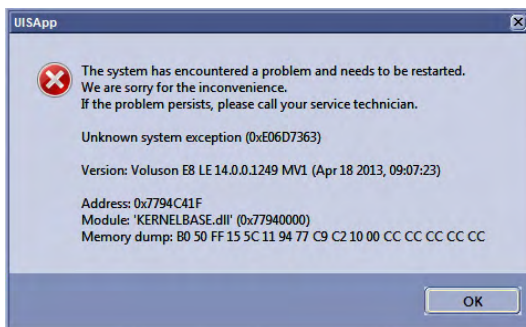 UISApp
The system has encountered a problem and needs to be restarted.
We are sorry for the inconvenience.
If the problem persists, please call your service technician.
Unknown system exception (0xE06D7363)
Version: Voluson E8 LE 14.0.0.1249 MV1 (Apr 18 2013, 09:07:23)
Address: 0x7794C41F
Module: 'KERNELBASE.dll' (0x77940000)
Memory dump: B0 50 FF 15 5C 11 94 77 C9 C2 10 00 CC CC CC CC CC
OK